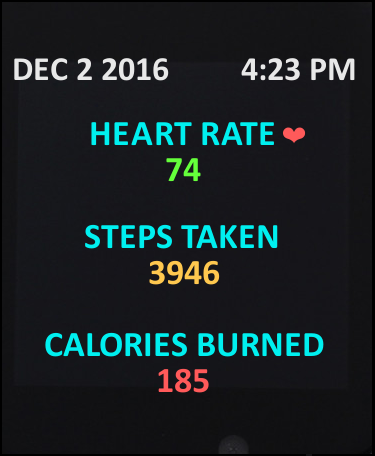 DEC 2 2016 4:23 PM
HEART RATE ❤
74
STEPS TAKEN
3946
CALORIES BURNED
185